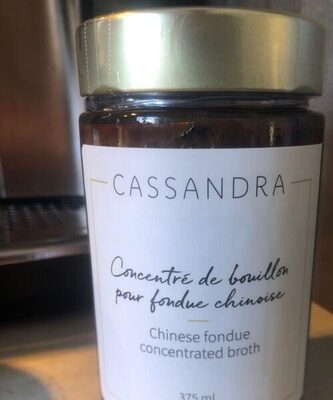 CASSANDRA
Concentré de bouillon
pour fondue chinoise
Chinese fondue
concentrated broth
375 ml